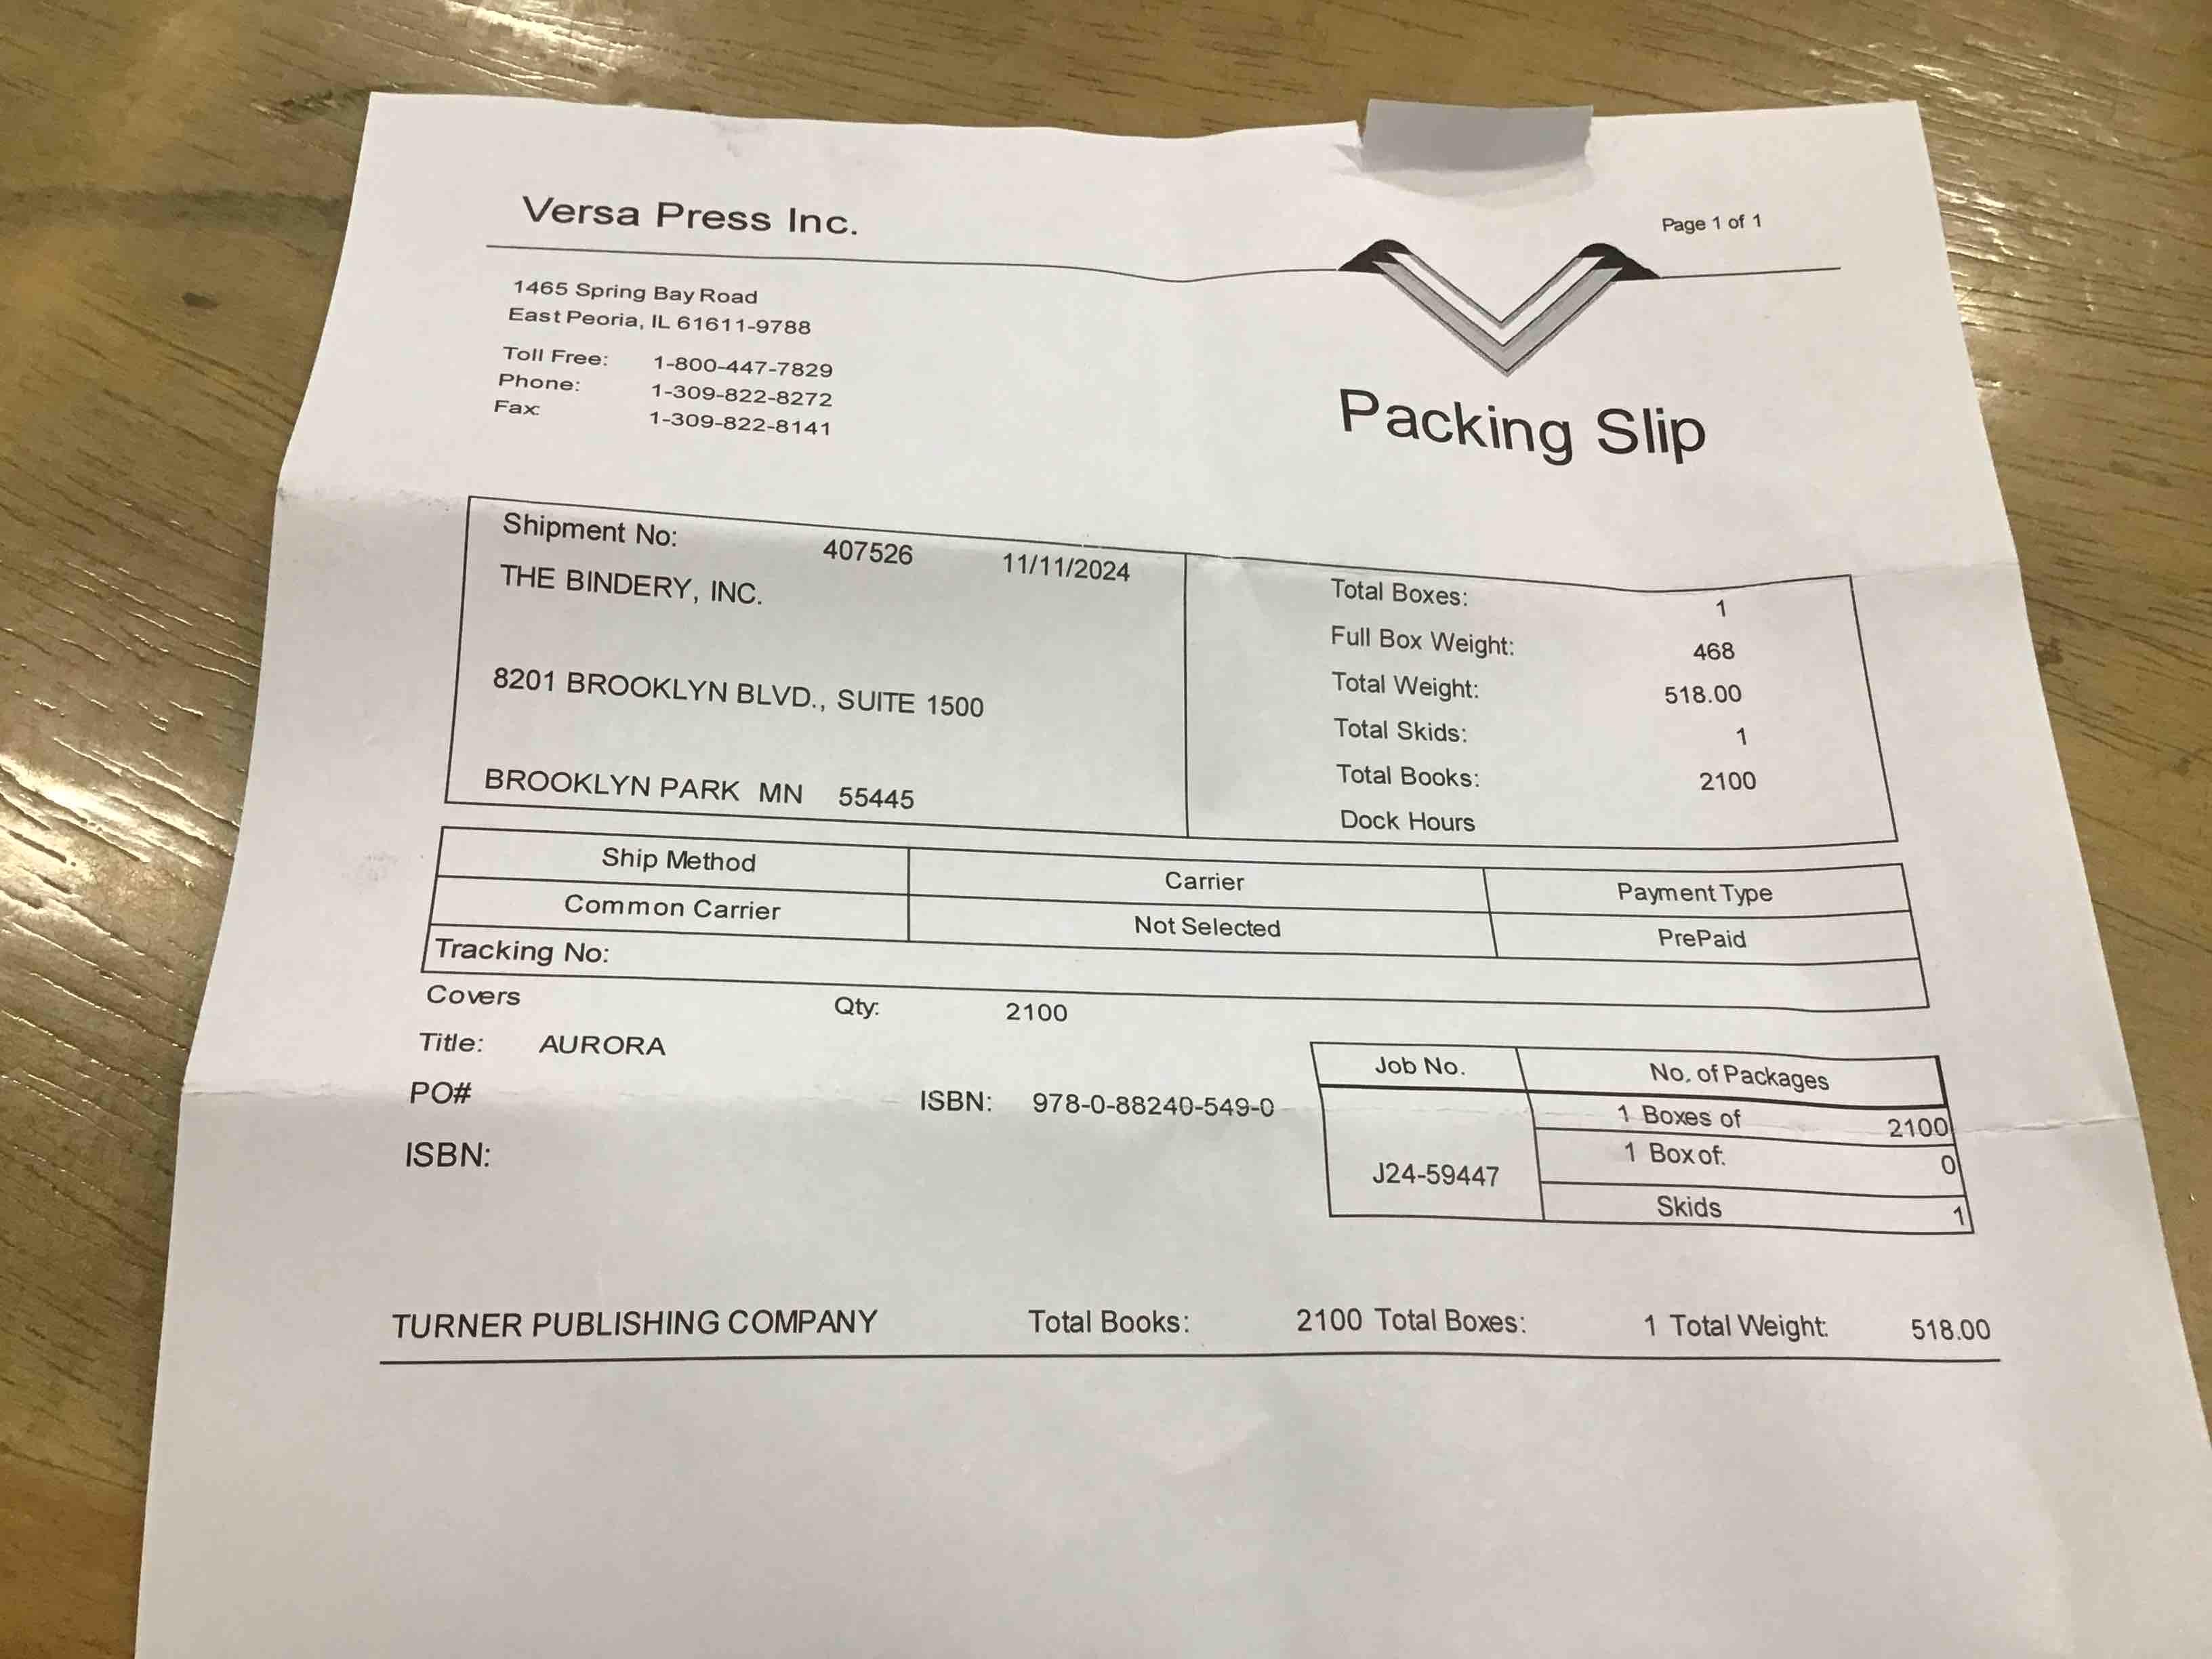 Versa Press Inc.
Page 1 of 1
1465 Spring Bay Road
East Peoria, IL 61611-9788
Toll Free: 1-800-447-7829
Phone: 1-309-822-8272
Fax: 1-309-822-8141
Packing Slip
Shipment No: 407526 11/11/2024
THE BINDERY, INC.
8201 BROOKLYN BLVD., SUITE 1500
BROOKLYN PARK MN 55445
Total Boxes: 1
Full Box Weight: 468
Total Weight: 518.00
Total Skids: 1
Total Books: 2100
Dock Hours
Ship Method Carrier Payment Type
Common Carrier Not Selected PrePaid
Tracking No:
Covers Qty: 2100
Title: AURORA
PO# ISBN: 978-0-88240-549-0
ISBN:
Job No. No. of Packages
1 Boxes of 2100
J24-59447 1 Box of: 0
Skids 1
TURNER PUBLISHING COMPANY Total Books: 2100 Total Boxes: 1 Total Weight: 518.00